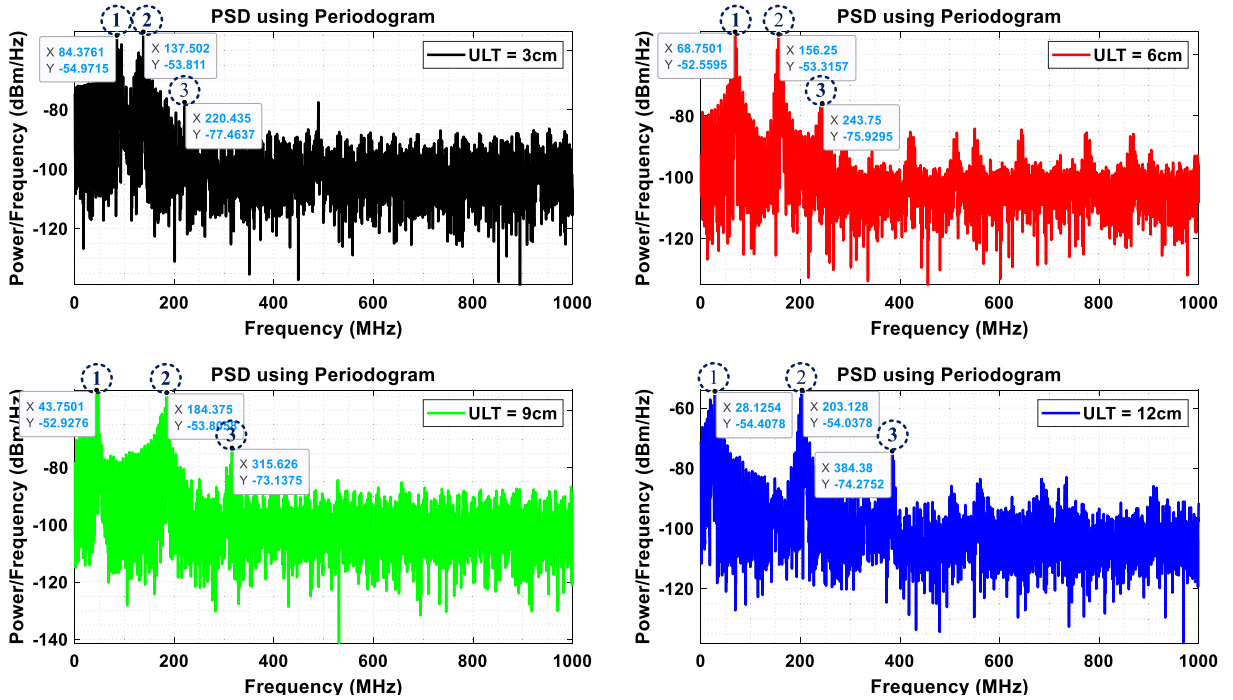 PSD using Periodogram
1
2
X 84.3761
Y -54.9715
X 137.502
Y -53.811
3
X 220.435
Y -77.4637
ULT = 3cm
-80
-100
-120
0
200
400
600
800
1000
Power/Frequency (dBm/Hz)
Frequency (MHz)
PSD using Periodogram
1
2
X 68.7501
Y -52.5595
X 156.25
Y -53.3157
3
X 243.75
Y -75.9295
ULT = 6cm
-80
-100
-120
0
200
400
600
800
1000
Power/Frequency (dBm/Hz)
Frequency (MHz)
PSD using Periodogram
1
2
X 43.7501
Y -52.9276
X 184.375
Y -53.8058
3
X 315.626
Y -73.1375
ULT = 9cm
-80
-100
-120
-140
0
200
400
600
800
1000
Power/Frequency (dBm/Hz)
Frequency (MHz)
PSD using Periodogram
1
2
X 28.1254
Y -54.4078
X 203.128
Y -54.0378
3
X 384.38
Y -74.2752
ULT = 12cm
-60
-80
-100
-120
0
200
400
600
800
1000
Power/Frequency (dBm/Hz)
Frequency (MHz)